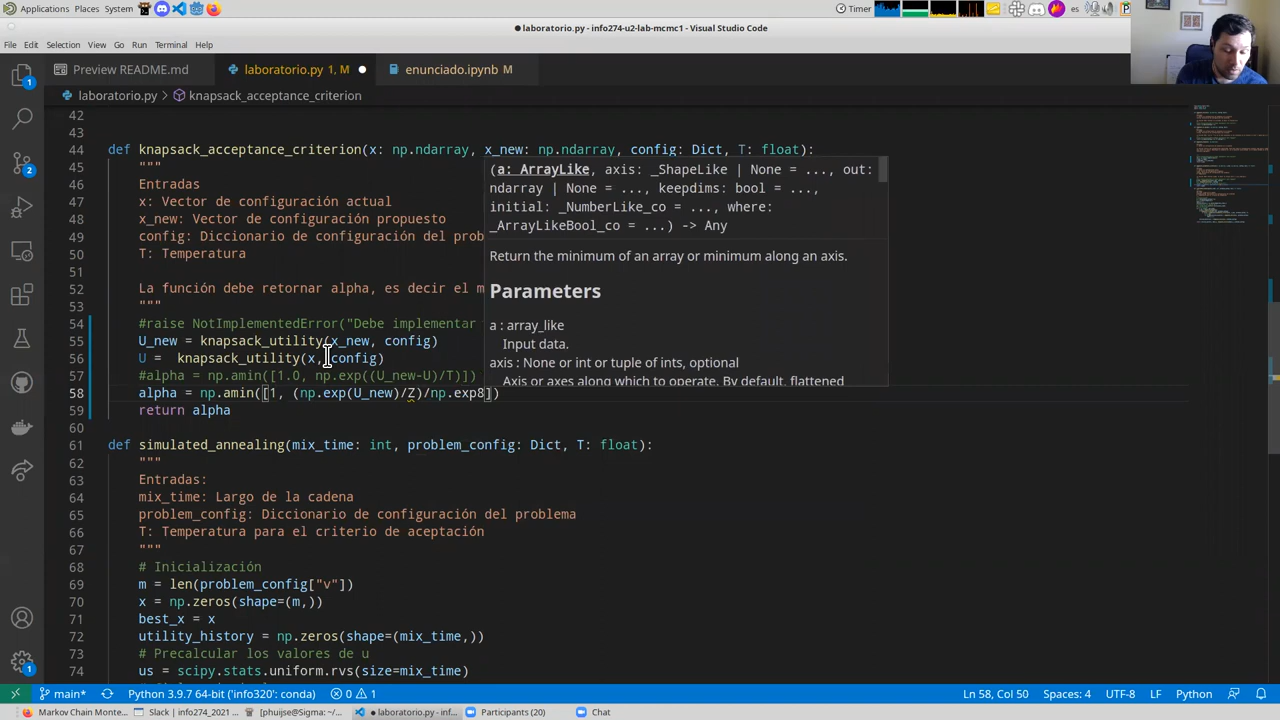 Applications Places System Timer es
laboratorio.py - info274-u2-lab-mcmc1 - Visual Studio Code
File Edit Selection View Go Run Terminal Help
Preview README.md laboratorio.py 1, M enunciado.ipynb M
laboratorio.py knapsack_acceptance_criterion
42
43
44 def knapsack_acceptance_criterion(x: np.ndarray, x_new: np.ndarray, config: Dict, T: float):
45 """
46 Entradas
47 x: Vector de configuración actual
48 x_new: Vector de configuración propuesto
49 config: Diccionario de configuración del prob
50 T: Temperatura
51
52 La función debe retornar alpha, es decir el m
53 """
54 #raise NotImplementedError("Debe implementar
55 U_new = knapsack_utility(x_new, config)
56 U = knapsack_utility(x, config)
57 #alpha = np.amin([1.0, np.exp((U_new-U)/T)])
58 alpha = np.amin([1, (np.exp(U_new)/Z)/np.exp8])
59 return alpha
60
61 def simulated_annealing(mix_time: int, problem_config: Dict, T: float):
62 """
63 Entradas:
64 mix_time: Largo de la cadena
65 problem_config: Diccionario de configuración del problema
66 T: Temperatura para el criterio de aceptación
67 """
68 # Inicialización
69 m = len(problem_config["v"])
70 x = np.zeros(shape=(m,))
71 best_x = x
72 utility_history = np.zeros(shape=(mix_time,))
73 # Precalcular los valores de u
74 us = scipy.stats.uniform.rvs(size=mix_time)
(a: ArrayLike, axis: _ShapeLike | None = ..., out:
ndarray | None = ..., keepdims: bool = ...,
initial: _NumberLike_co = ..., where:
_ArrayLikeBool_co = ...) -> Any
Return the minimum of an array or minimum along an axis.
Parameters
a : array_like
Input data.
axis : None or int or tuple of ints, optional
Axis or axes along which to operate. By default, flattened
main* Python 3.9.7 64-bit ('info320': conda) 0 1 Ln 58, Col 50 Spaces: 4 UTF-8 LF Python
Markov Chain Monte... Slack | info274_2021 ... [phuijse@Sigma: ~/... laboratorio.py - inf... Participants (20) Chat